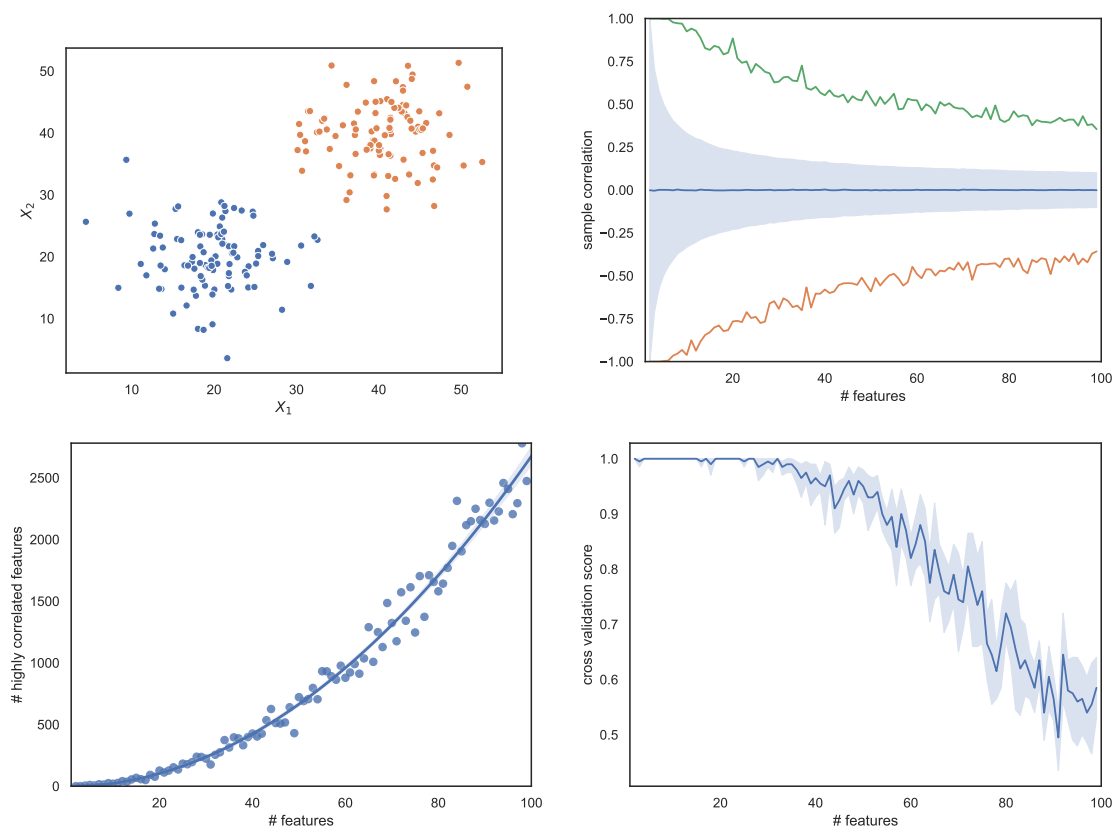 50
40
30
20
10
X₂
10 20 30 40 50
X₁
1.00
0.75
0.50
0.25
0.00
−0.25
−0.50
−0.75
−1.00
sample correlation
20 40 60 80 100
# features
2500
2000
1500
1000
500
0
# highly correlated features
20 40 60 80 100
# features
1.0
0.9
0.8
0.7
0.6
0.5
cross validation score
20 40 60 80 100
# features